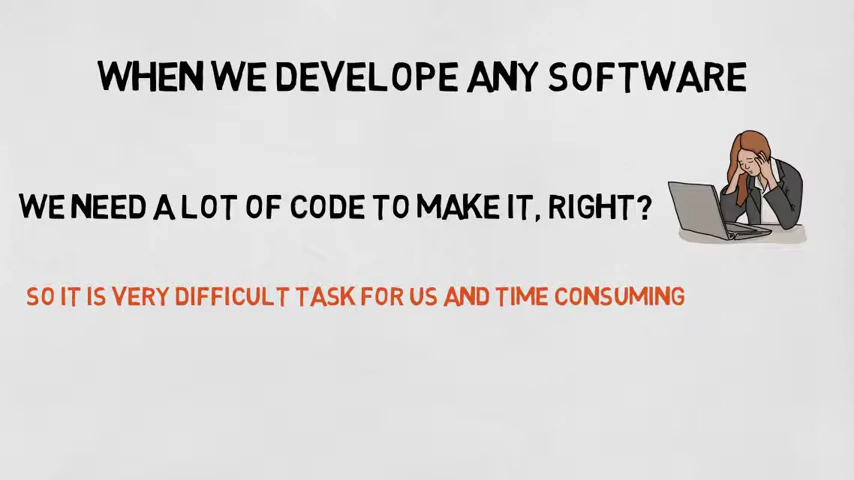 WHEN WE DEVELOPE ANY SOFTWARE
WE NEED A LOT OF CODE TO MAKE IT, RIGHT?
SO IT IS VERY DIFFICULT TASK FOR US AND TIME CONSUMING